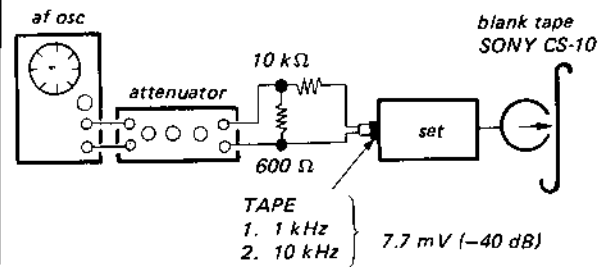 af osc
attenuator
10 kΩ
600 Ω
set
blank tape
SONY CS-10
TAPE
1. 1 kHz
2. 10 kHz
7.7 mV (−40 dB)